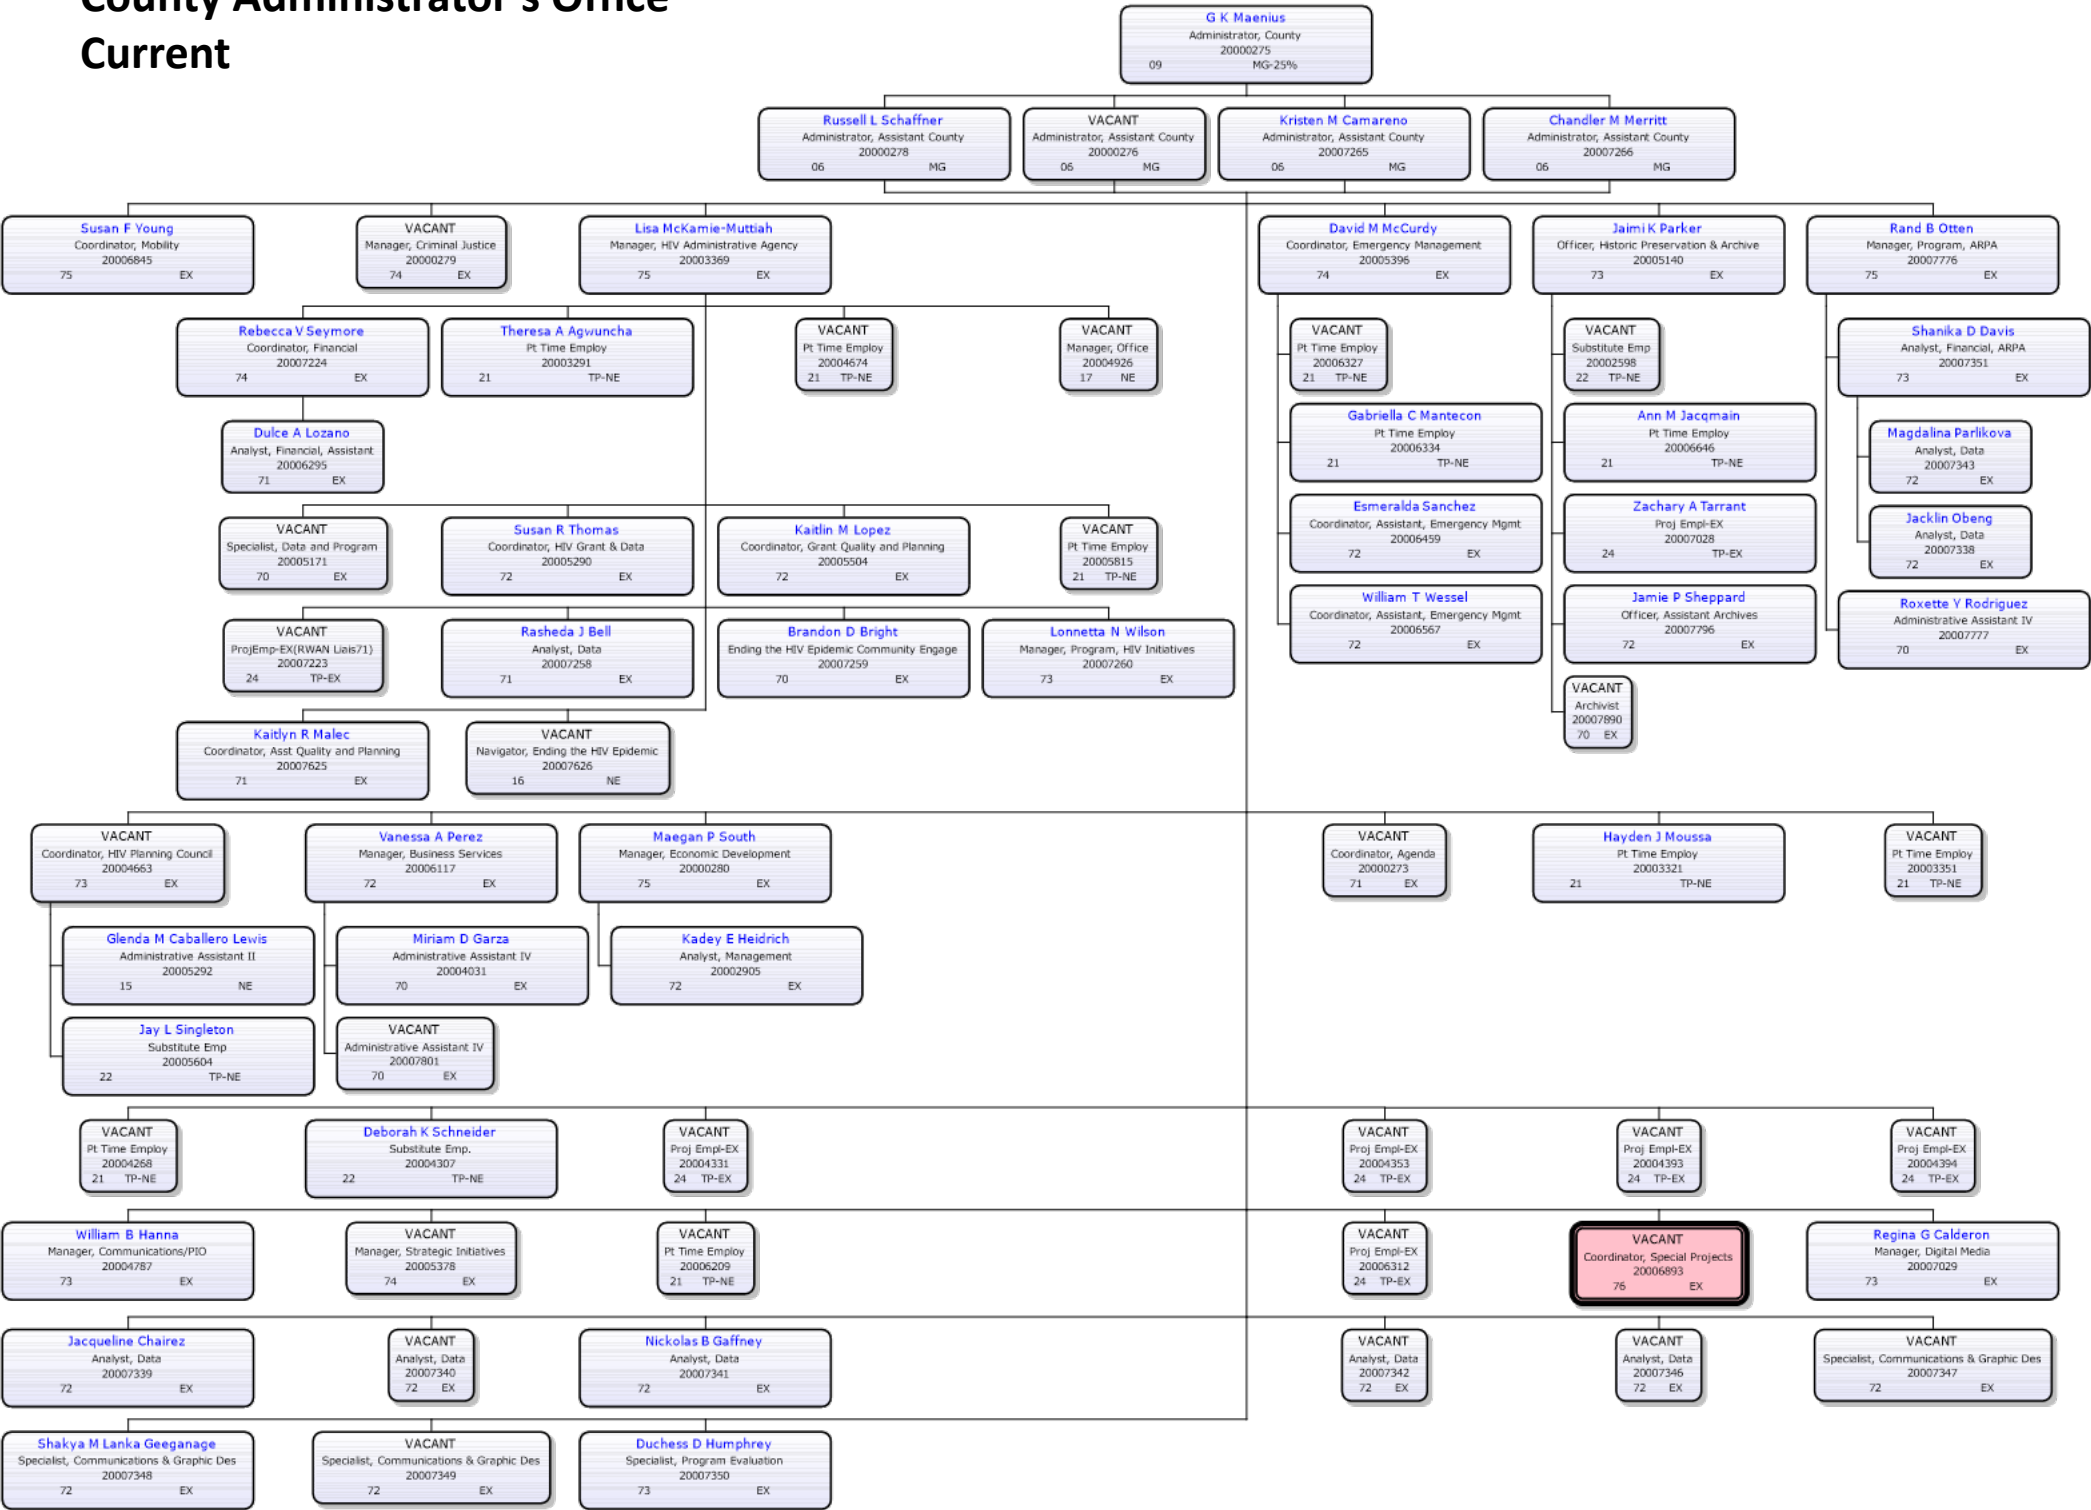 County Administrator's Office
Current
G K Maenius
Administrator, County
20000275
09 MG-25%
Russell L Schaffner
Administrator, Assistant County
20000278
06 MG
VACANT
Administrator, Assistant County
20000276
06 MG
Kristen M Camareno
Administrator, Assistant County
20007265
06 MG
Chandler M Merritt
Administrator, Assistant County
20007266
06 MG
Susan F Young
Coordinator, Mobility
20006845
75 EX
VACANT
Manager, Criminal Justice
20000279
74 EX
Lisa McKamie-Muttiah
Manager, HIV Administrative Agency
20003369
75 EX
David M McCurdy
Coordinator, Emergency Management
20005396
74 EX
Jaimi K Parker
Officer, Historic Preservation & Archive
20005140
73 EX
Rand B Otten
Manager, Program, ARPA
20007776
75 EX
Rebecca V Seymore
Coordinator, Financial
20007224
74 EX
Theresa A Agwuncha
Pt Time Employ
20003291
21 TP-NE
VACANT
Pt Time Employ
20004674
21 TP-NE
VACANT
Manager, Office
20004926
17 NE
VACANT
Pt Time Employ
20006327
21 TP-NE
VACANT
Substitute Emp
20002598
22 TP-NE
Shanika D Davis
Analyst, Financial, ARPA
20007351
73 EX
Dulce A Lozano
Analyst, Financial, Assistant
20006295
71 EX
Gabriella C Mantecon
Pt Time Employ
20006334
21 TP-NE
Ann M Jacqmain
Pt Time Employ
20006646
21 TP-NE
Magdalina Parlikova
Analyst, Data
20007343
72 EX
VACANT
Specialist, Data and Program
20005171
70 EX
Susan R Thomas
Coordinator, HIV Grant & Data
20005290
72 EX
Kaitlin M Lopez
Coordinator, Grant Quality and Planning
20005504
72 EX
VACANT
Pt Time Employ
20005815
21 TP-NE
Esmeralda Sanchez
Coordinator, Assistant, Emergency Mgmt
20006459
72 EX
Zachary A Tarrant
Proj Empl-EX
20007028
24 TP-EX
Jacklin Obeng
Analyst, Data
20007338
72 EX
VACANT
ProjEmp-EX(RWAN Liais71)
20007223
24 TP-EX
Rasheda J Bell
Analyst, Data
20007258
71 EX
Brandon D Bright
Ending the HIV Epidemic Community Engage
20007259
70 EX
Lonnetta N Wilson
Manager, Program, HIV Initiatives
20007260
73 EX
William T Wessel
Coordinator, Assistant, Emergency Mgmt
20006567
72 EX
Jamie P Sheppard
Officer, Assistant Archives
20007796
72 EX
Roxette Y Rodriguez
Administrative Assistant IV
20007777
70 EX
Kaitlyn R Malec
Coordinator, Asst Quality and Planning
20007625
71 EX
VACANT
Navigator, Ending the HIV Epidemic
20007626
16 NE
VACANT
Archivist
20007890
70 EX
VACANT
Coordinator, HIV Planning Council
20004663
73 EX
Vanessa A Perez
Manager, Business Services
20006117
72 EX
Maegan P South
Manager, Economic Development
20000280
75 EX
VACANT
Coordinator, Agenda
20000273
71 EX
Hayden J Moussa
Pt Time Employ
20003321
21 TP-NE
VACANT
Pt Time Employ
20003351
21 TP-NE
Glenda M Caballero Lewis
Administrative Assistant II
20005292
15 NE
Miriam D Garza
Administrative Assistant IV
20004031
70 EX
Kadey E Heidrich
Analyst, Management
20002905
72 EX
Jay L Singleton
Substitute Emp
20005604
22 TP-NE
VACANT
Administrative Assistant IV
20007801
70 EX
VACANT
Pt Time Employ
20004268
21 TP-NE
Deborah K Schneider
Substitute Emp.
20004307
22 TP-NE
VACANT
Proj Empl-EX
20004331
24 TP-EX
VACANT
Proj Empl-EX
20004353
24 TP-EX
VACANT
Proj Empl-EX
20004393
24 TP-EX
VACANT
Proj Empl-EX
20004394
24 TP-EX
William B Hanna
Manager, Communications/PIO
20004787
73 EX
VACANT
Manager, Strategic Initiatives
20005378
74 EX
VACANT
Pt Time Employ
20006209
21 TP-NE
VACANT
Proj Empl-EX
20006312
24 TP-EX
VACANT
Coordinator, Special Projects
20006893
76 EX
Regina G Calderon
Manager, Digital Media
20007029
73 EX
Jacqueline Chairez
Analyst, Data
20007339
72 EX
VACANT
Analyst, Data
20007340
72 EX
Nickolas B Gaffney
Analyst, Data
20007341
72 EX
VACANT
Analyst, Data
20007342
72 EX
VACANT
Analyst, Data
20007346
72 EX
VACANT
Specialist, Communications & Graphic Des
20007347
72 EX
Shakya M Lanka Geeganage
Specialist, Communications & Graphic Des
20007348
72 EX
VACANT
Specialist, Communications & Graphic Des
20007349
72 EX
Duchess D Humphrey
Specialist, Program Evaluation
20007350
73 EX